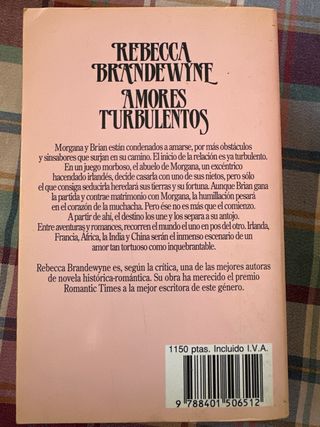 REBECCA
BRANDEWYNE
AMORES
TURBULENTOS
Morgana y Brian están condenados a amarse, por más obstáculos
y sinsabores que surjan en su camino. El inicio de la relación es ya turbulento.
En un juego morboso, el abuelo de Morgana, un excéntrico
hacendado irlandés, decide casarla con uno de sus nietos, pero sólo
el que consiga seducirla heredará sus tierras y su fortuna. Aunque Brian gana
la partida y contrae matrimonio con Morgana, la humillación pesará
en el corazón de la muchacha. Pero ése no es más que el comienzo.
A partir de ahí, el destino los une y los separa a su antojo.
Entre aventuras y romances, recorren el mundo el uno en pos del otro. Irlanda,
Francia, África, la India y China serán el inmenso escenario de un
amor tan tortuoso como inquebrantable.
Rebecca Brandewyne es, según la crítica, una de las mejores autoras
de novela histórica-romántica. Su obra ha merecido el premio
Romantic Times a la mejor escritora de este género.
1150 ptas. Incluido I.V.A.
9 788401 506512